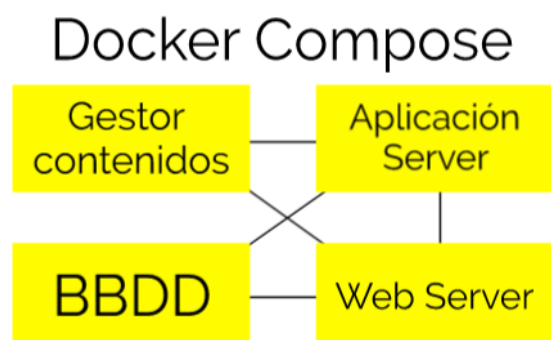 Docker Compose
Gestor
contenidos
Aplicación
Server
BBDD
Web Server